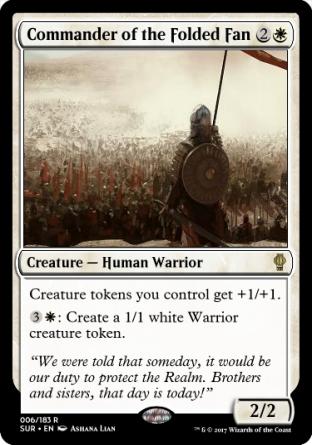 Commander of the Folded Fan 2
Creature — Human Warrior
Creature tokens you control get +1/+1.
3: Create a 1/1 white Warrior
creature token.
“We were told that someday, it would be
our duty to protect the Realm. Brothers
and sisters, that day is today!”
2/2
006/183 R
SUR • EN ASHANA LIAN
™ & © 2017 Wizards of the Coast